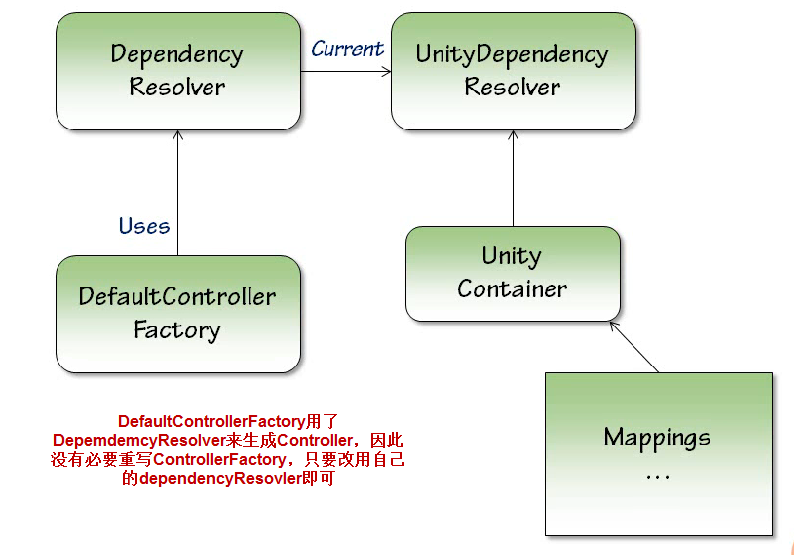 Dependency
Resolver
Current
UnityDependency
Resolver
Uses
DefaultController
Factory
Unity
Container
Mappings
...
DefaultControllerFactory用了
DepemdemcyResolver来生成Controller，因此
没有必要重写ControllerFactory，只要改用自己
的dependencyResovler即可